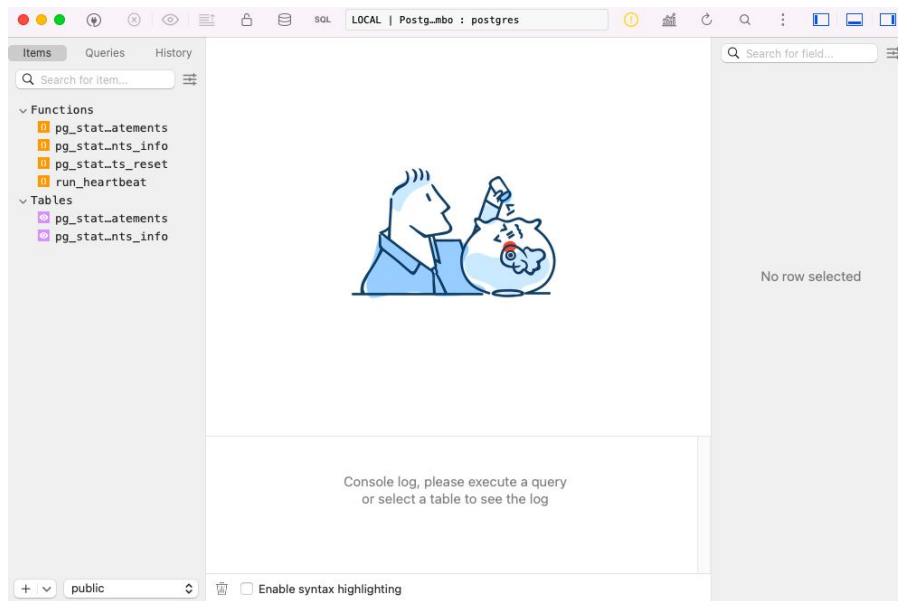 SQL
LOCAL | Postg…mbo : postgres
Items Queries History
Search for item...
Functions
pg_stat…atements
pg_stat…nts_info
pg_stat…ts_reset
run_heartbeat
Tables
pg_stat…atements
pg_stat…nts_info
public
Console log, please execute a query
or select a table to see the log
Enable syntax highlighting
Search for field...
No row selected